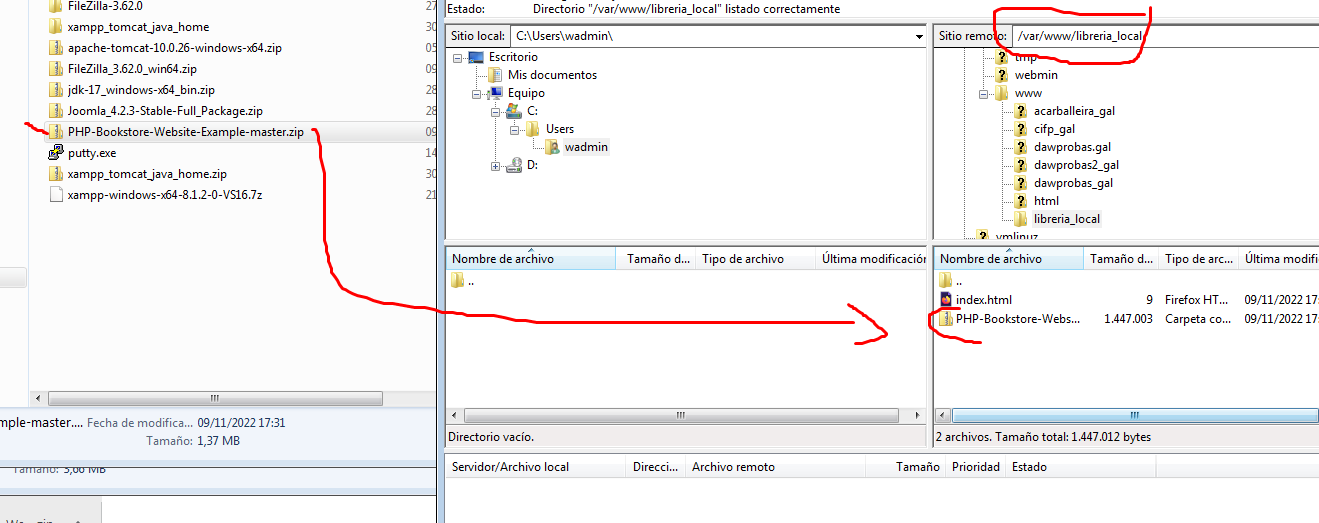 FileZilla-3.62.0
xampp_tomcat_java_home
apache-tomcat-10.0.26-windows-x64.zip
05
FileZilla_3.62.0_win64.zip
09
jdk-17_windows-x64_bin.zip
30
Joomla_4.2.3-Stable-Full_Package.zip
30
PHP-Bookstore-Website-Example-master.zip
09
putty.exe
14
xampp_tomcat_java_home.zip
30
xampp-windows-x64-8.1.2-0-VS16.7z
21
mple-master.... Fecha de modifica... 09/11/2022 17:31
Tamaño: 1,37 MB
Tamaño: 3,66 MB
Estado: Directorio "/var/www/libreria_local" listado correctamente
Sitio local: C:\Users\wadmin\
Escritorio
Mis documentos
Equipo
C:
Users
wadmin
D:
Nombre de archivo Tamaño d... Tipo de archivo Última modificación
..
Directorio vacío.
Sitio remoto: /var/www/libreria_local
tmp
webmin
www
acarballeira_gal
cifp_gal
dawprobas.gal
dawprobas2_gal
dawprobas_gal
html
libreria_local
vmlinuz
Nombre de archivo Tamaño d... Tipo de arc... Última modifi
..
index.html 9 Firefox HT... 09/11/2022 17:
PHP-Bookstore-Webs... 1.447.003 Carpeta co... 09/11/2022 17:
2 archivos. Tamaño total: 1.447.012 bytes
Servidor/Archivo local Direcci... Archivo remoto Tamaño Prioridad Estado